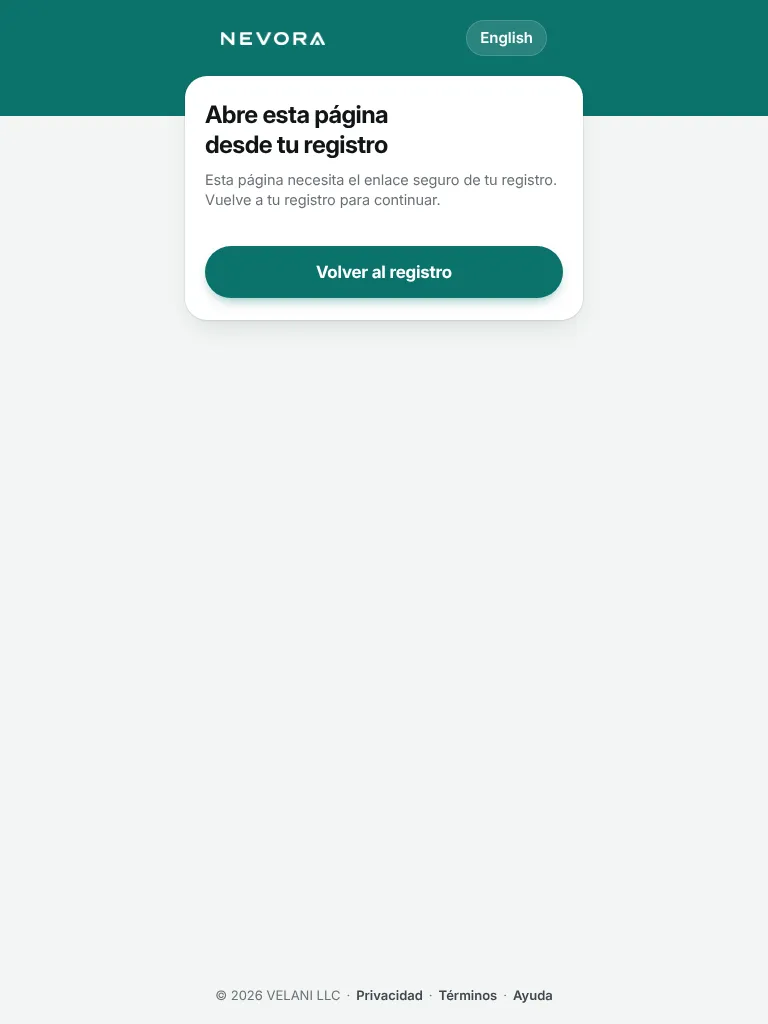 NEVORA
English
Abre esta página
desde tu registro
Esta página necesita el enlace seguro de tu registro.
Vuelve a tu registro para continuar.
Volver al registro
© 2026 VELANI LLC · Privacidad · Términos · Ayuda